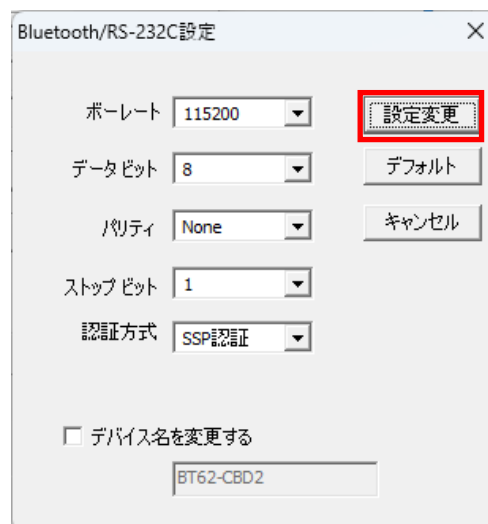 Bluetooth/RS-232C設定
ボーレート 115200 設定変更
データビット 8 デフォルト
パリティ None キャンセル
ストップ ビット 1
認証方式 SSP認証
デバイス名を変更する
BT62-CBD2